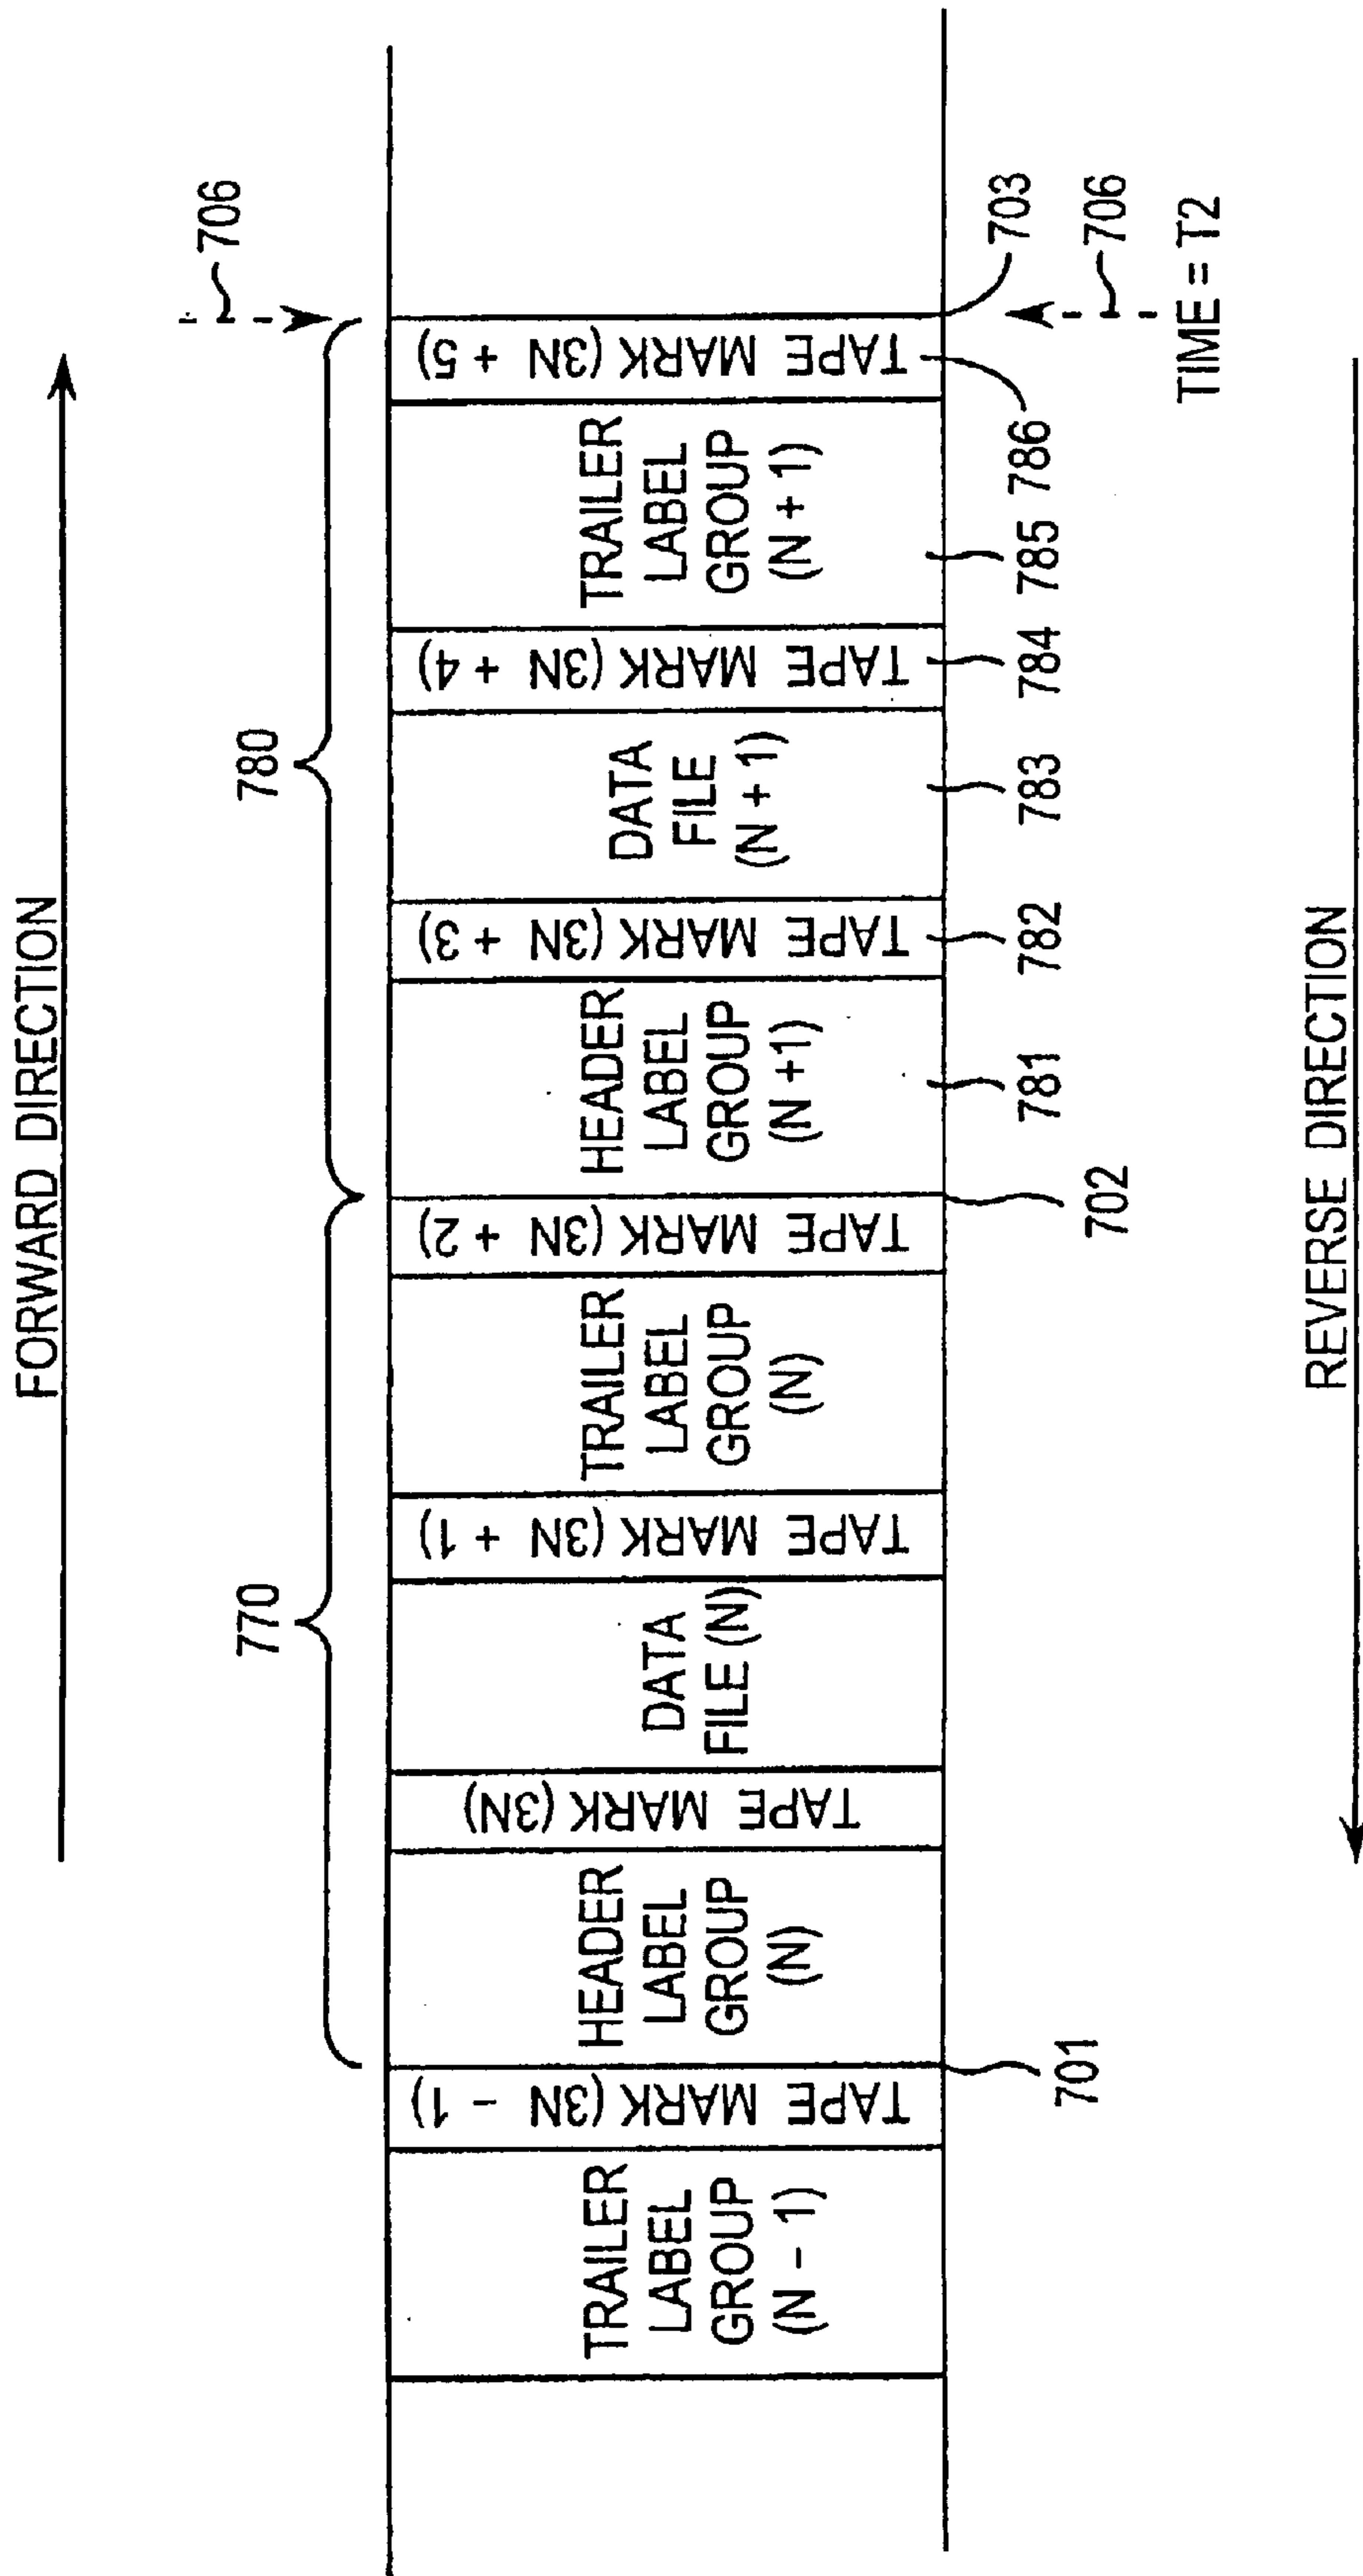 FORWARD DIRECTION
706
770
780
TRAILER
LABEL
GROUP
(N - 1)
TAPE MARK (3N - 1)
HEADER
LABEL
GROUP
(N)
TAPE MARK (3N)
DATA
FILE (N)
TAPE MARK (3N + 1)
TRAILER
LABEL
GROUP
(N)
TAPE MARK (3N + 2)
HEADER
LABEL
GROUP
(N +1)
TAPE MARK (3N + 3)
DATA
FILE
(N + 1)
TAPE MARK (3N + 4)
TRAILER
LABEL
GROUP
(N + 1)
TAPE MARK (3N + 5)
701
702
781
782
783
784
785
786
703
706
TIME = T2
REVERSE DIRECTION